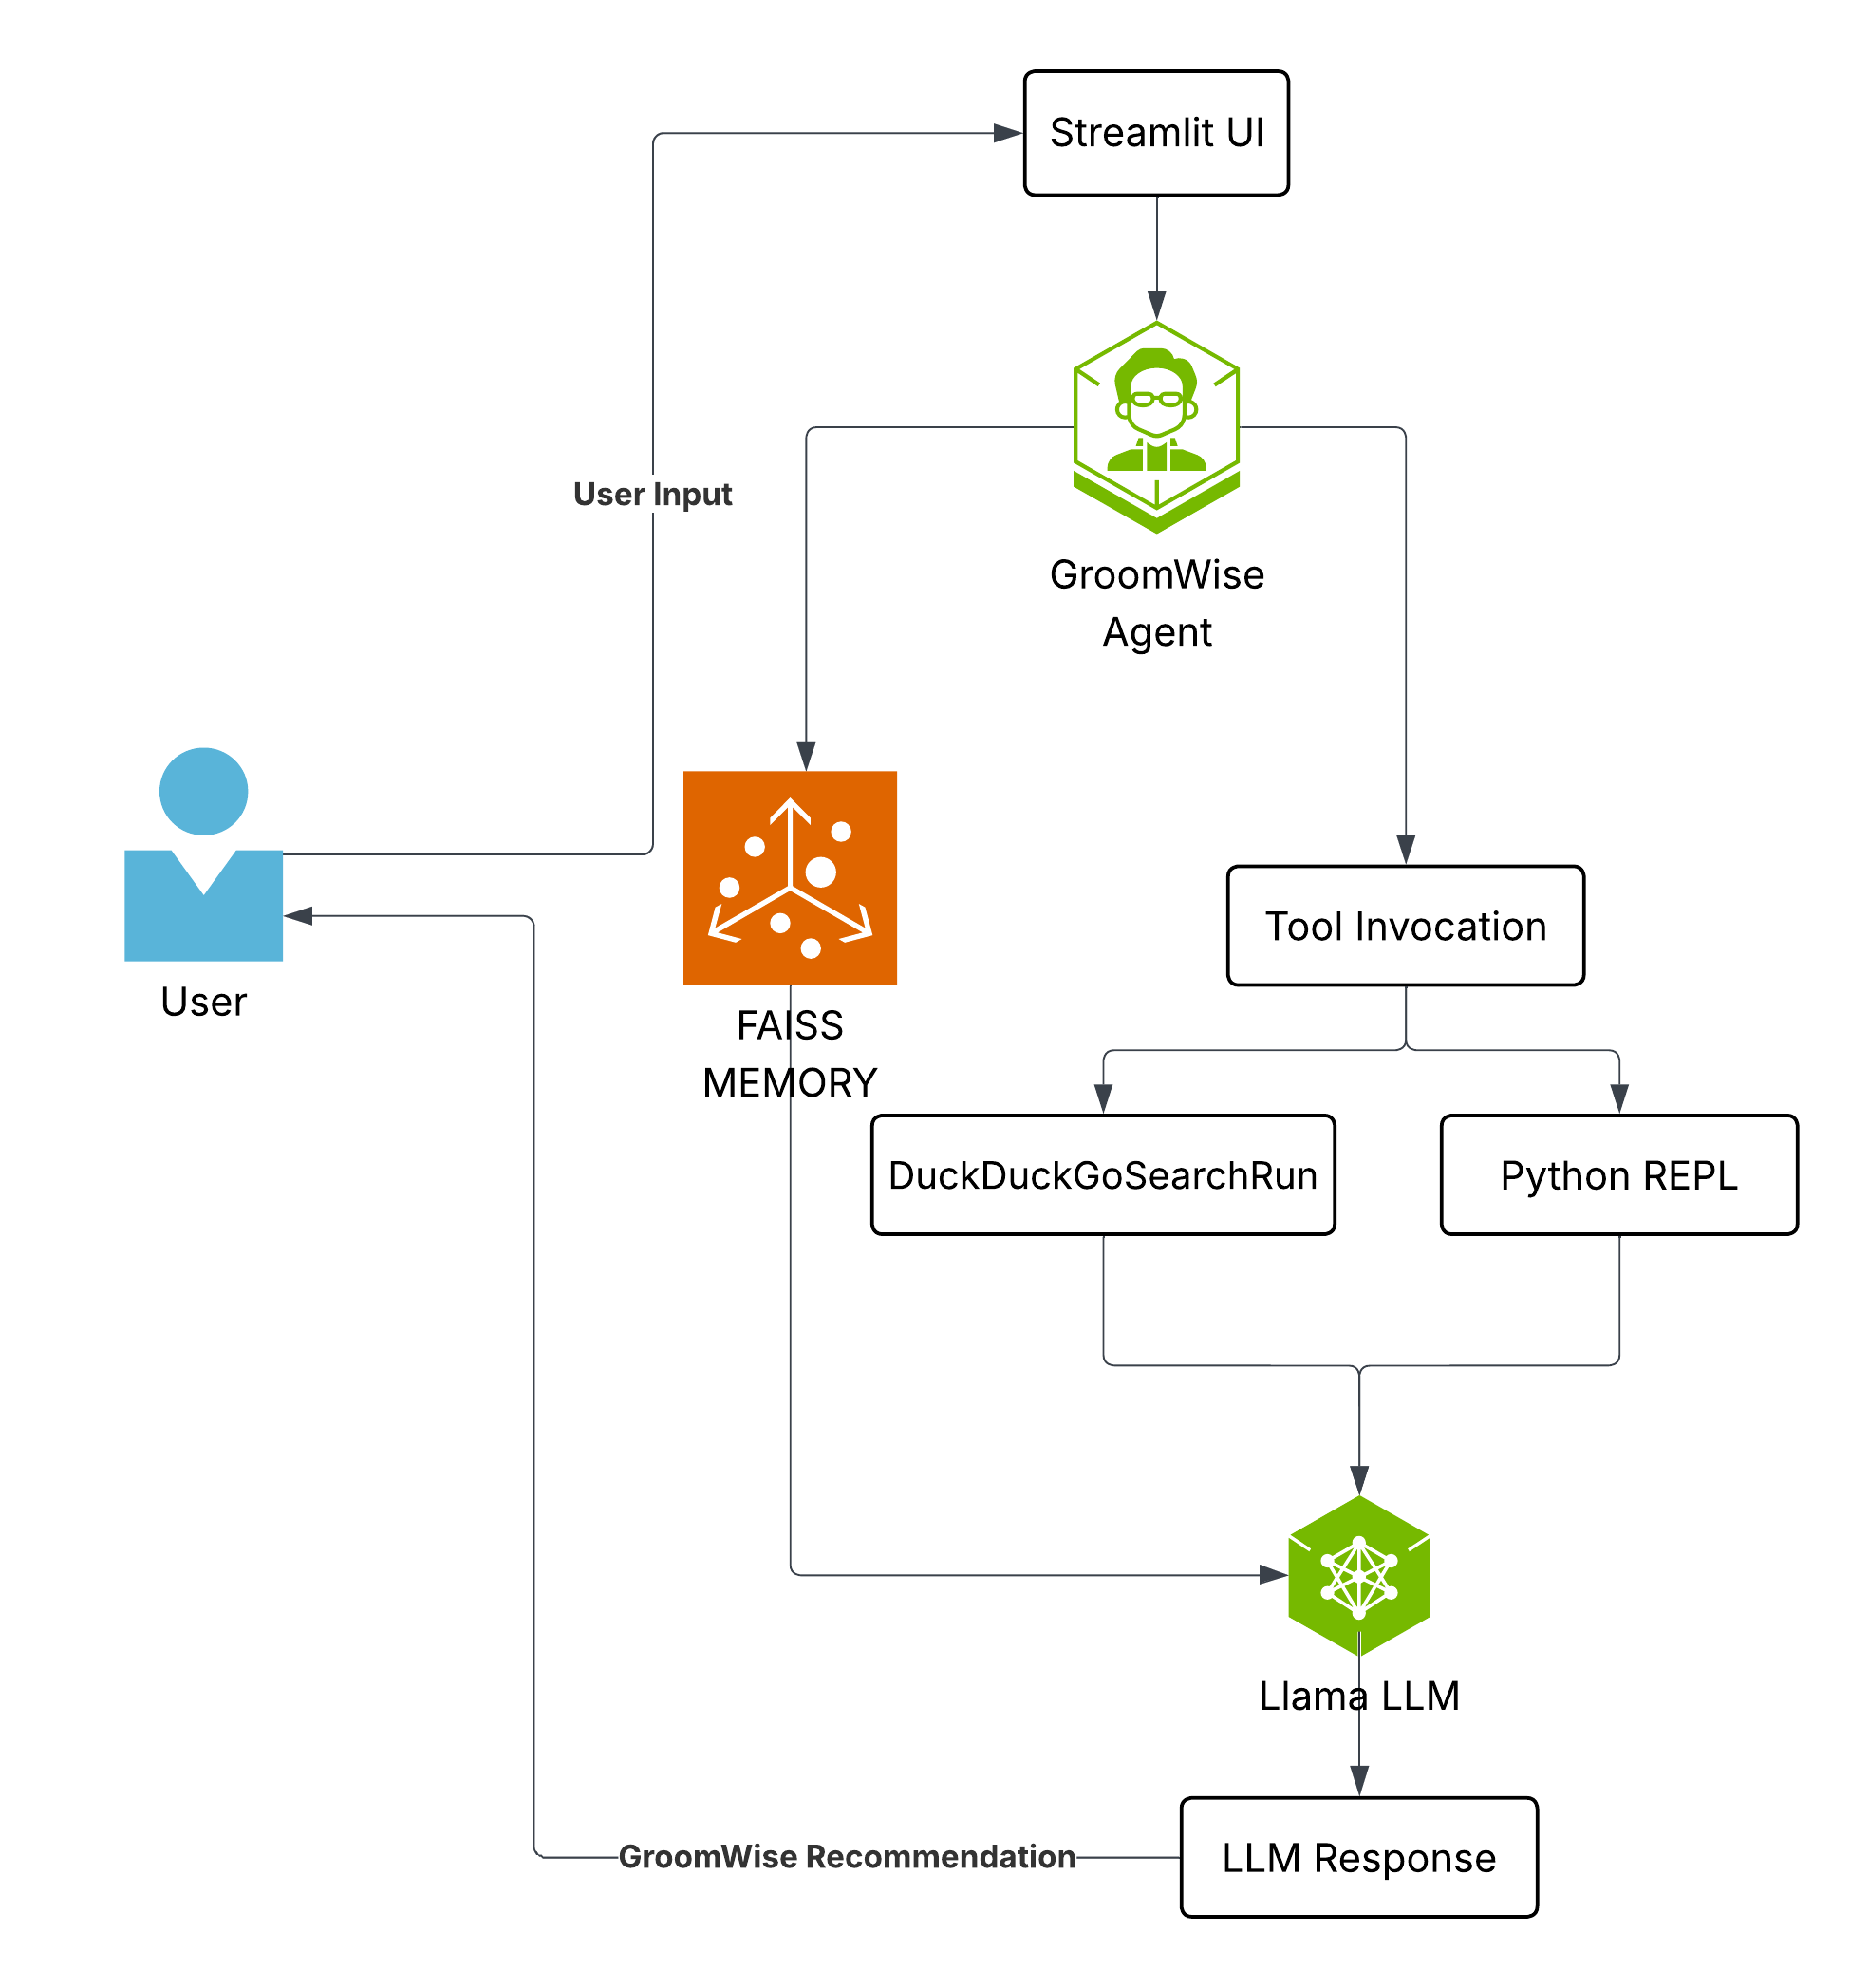 Streamlit UI
User Input
GroomWise
Agent
User
FAISS
MEMORY
Tool Invocation
DuckDuckGoSearchRun
Python REPL
Llama LLM
GroomWise Recommendation
LLM Response